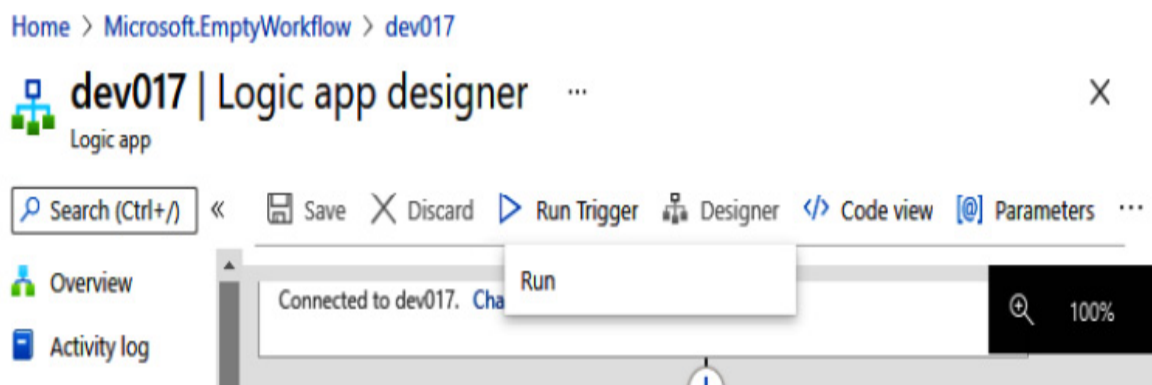 Home > Microsoft.EmptyWorkflow > dev017
dev017 | Logic app designer ...
Logic app
Search (Ctrl+/) « Save Discard Run Trigger Designer </> Code view [@] Parameters ...
Overview
Run
Connected to dev017. Cha
100%
Activity log